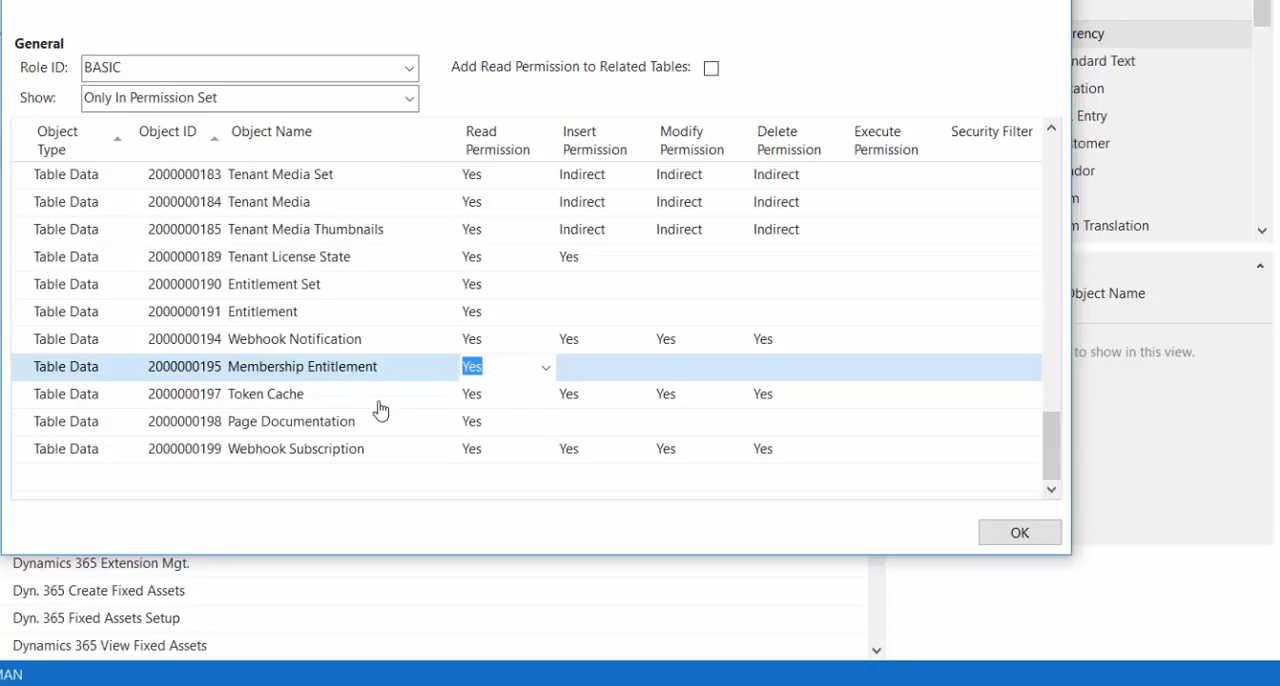 General
Role ID: BASIC Add Read Permission to Related Tables:
Show: Only In Permission Set
Object Type Object ID Object Name Read Permission Insert Permission Modify Permission Delete Permission Execute Permission Security Filter
Table Data 2000000183 Tenant Media Set Yes Indirect Indirect Indirect
Table Data 2000000184 Tenant Media Yes Indirect Indirect Indirect
Table Data 2000000185 Tenant Media Thumbnails Yes Indirect Indirect Indirect
Table Data 2000000189 Tenant License State Yes Yes
Table Data 2000000190 Entitlement Set Yes
Table Data 2000000191 Entitlement Yes
Table Data 2000000194 Webhook Notification Yes Yes Yes Yes
Table Data 2000000195 Membership Entitlement Yes
Table Data 2000000197 Token Cache Yes Yes Yes Yes
Table Data 2000000198 Page Documentation Yes
Table Data 2000000199 Webhook Subscription Yes Yes Yes Yes
OK
rency
ndard Text
ation
Entry
tomer
dor
m
m Translation
Object Name
to show in this view.
Dynamics 365 Extension Mgt.
Dyn. 365 Create Fixed Assets
Dyn. 365 Fixed Assets Setup
Dynamics 365 View Fixed Assets
MAN